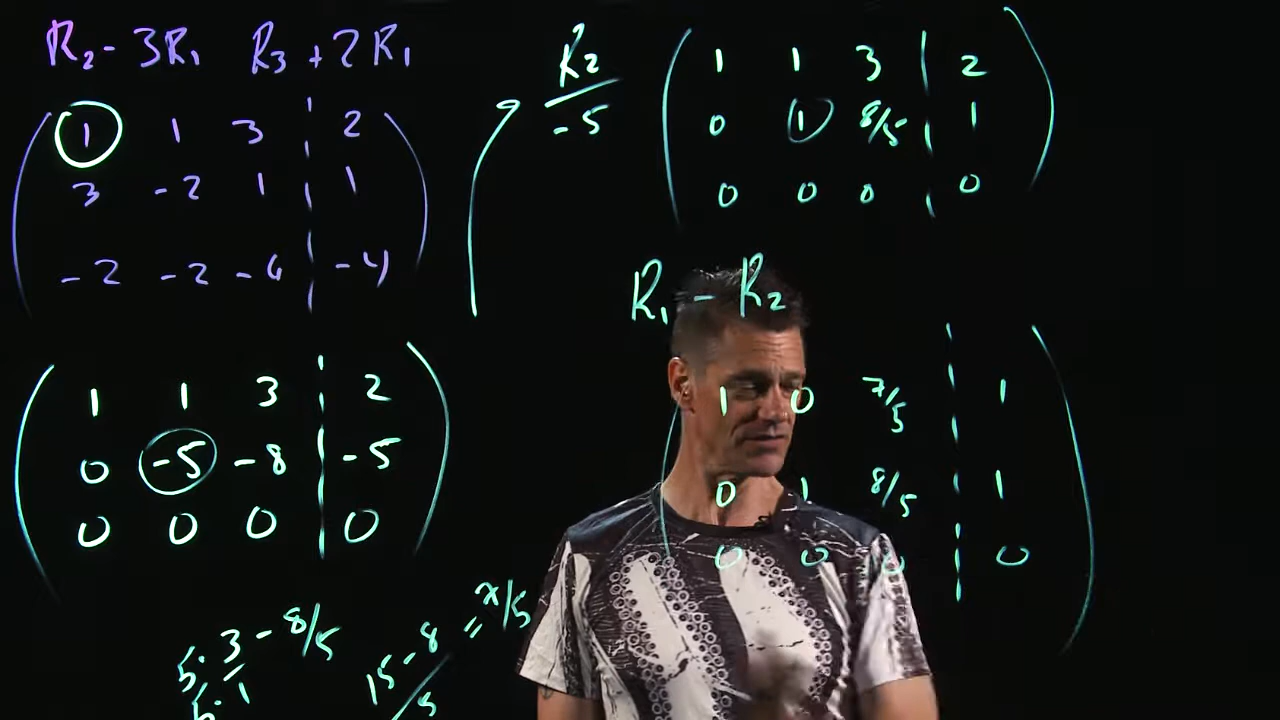 R₂ - 3R₁ R₃ + 2R₁
1 1 3 | 2
3 -2 1 | 1
-2 -2 -6 | -4
1 1 3 | 2
0 -5 -8 | -5
0 0 0 | 0
5·3/5·1 - 8/5
15-8/5 = 7/5
R₂/-5
1 1 3 | 2
0 1 8/5 | 1
0 0 0 | 0
R₁ - R₂
1 0 7/5 | 1
0 1 8/5 | 1
0 0 0 | 0